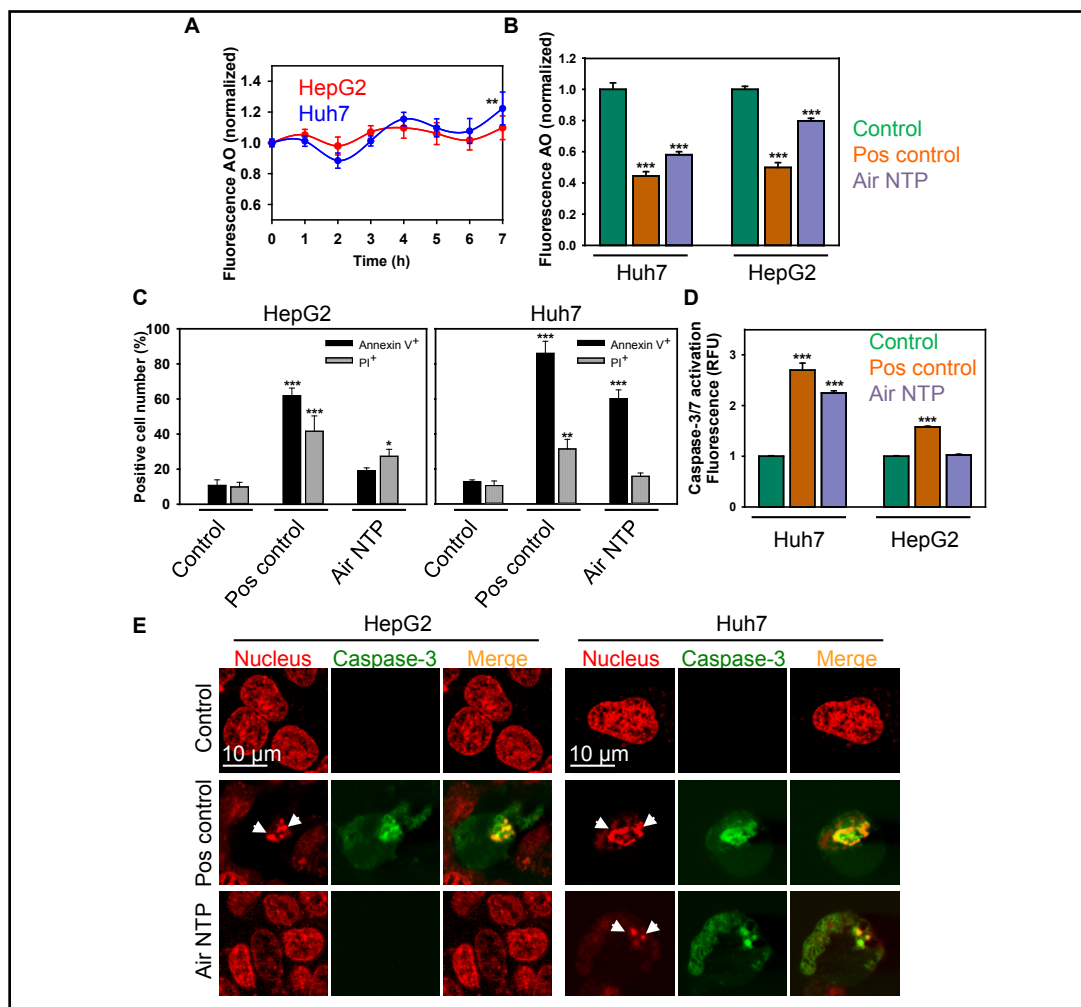 A
Fluorescence AO (normalized)
1.4
1.2
1.0
0.8
0.6
HepG2
Huh7
**
0 1 2 3 4 5 6 7
Time (h)
B
Fluorescence AO (normalized)
1.2
1.0
0.8
0.6
0.4
0.2
0.0
*** *** *** ***
Huh7 HepG2
Control
Pos control
Air NTP
C
HepG2 Huh7
Positive cell number (%)
100
80
60
40
20
0
Annexin V+
PI+
*** *** *
Annexin V+
PI+
*** ** ***
Control Pos control Air NTP
Control Pos control Air NTP
D
Caspase-3/7 activation
Fluorescence (RFU)
3
2
1
0
Control
Pos control
Air NTP
*** *** ***
Huh7 HepG2
E
HepG2 Huh7
Nucleus Caspase-3 Merge Nucleus Caspase-3 Merge
Control
10 µm 10 µm
Pos control
Air NTP